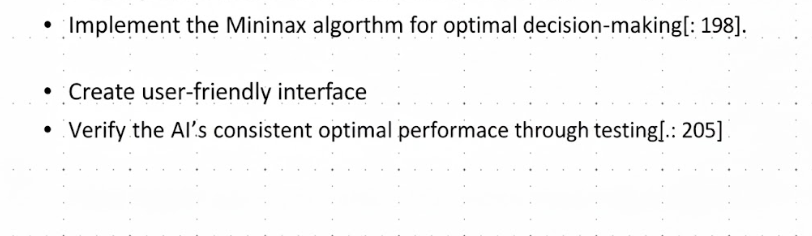 • Implement the Mininax algorthm for optimal decision-making[: 198].
• Create user-friendly interface
• Verify the AI's consistent optimal performace through testing[.: 205]